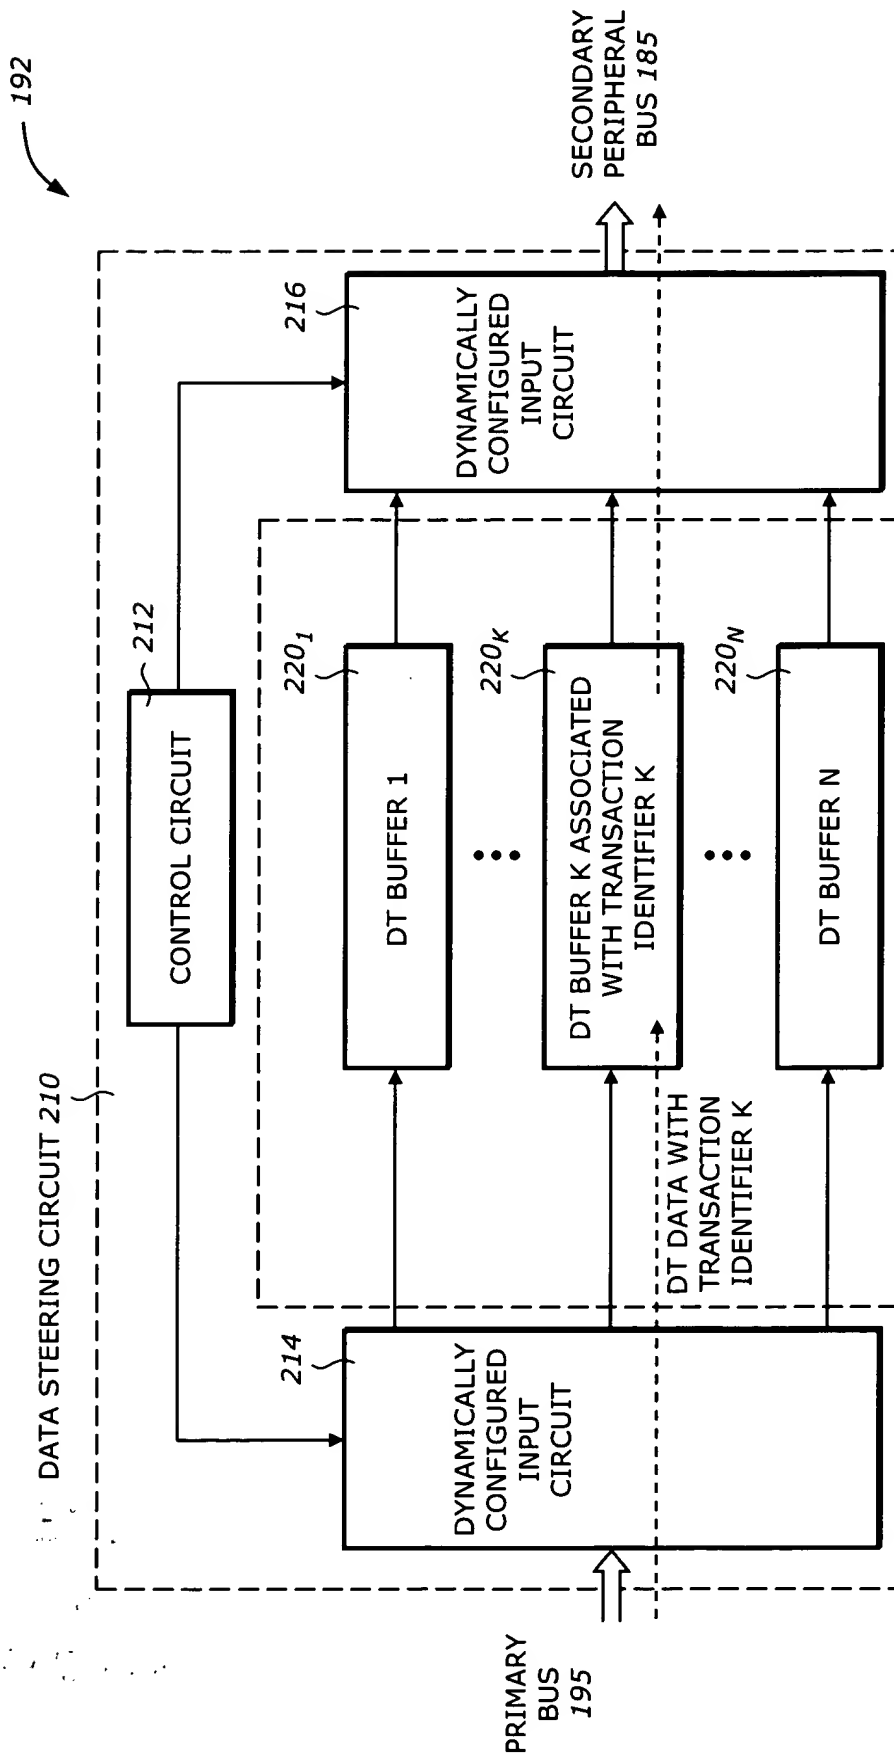 192
DATA STEERING CIRCUIT 210
CONTROL CIRCUIT
212
PRIMARY
BUS
195
214
DYNAMICALLY
CONFIGURED
INPUT
CIRCUIT
DT BUFFER 1
220₁
DT BUFFER K ASSOCIATED
WITH TRANSACTION
IDENTIFIER K
220K
DT DATA WITH
TRANSACTION
IDENTIFIER K
DT BUFFER N
220N
216
DYNAMICALLY
CONFIGURED
INPUT
CIRCUIT
SECONDARY
PERIPHERAL
BUS 185